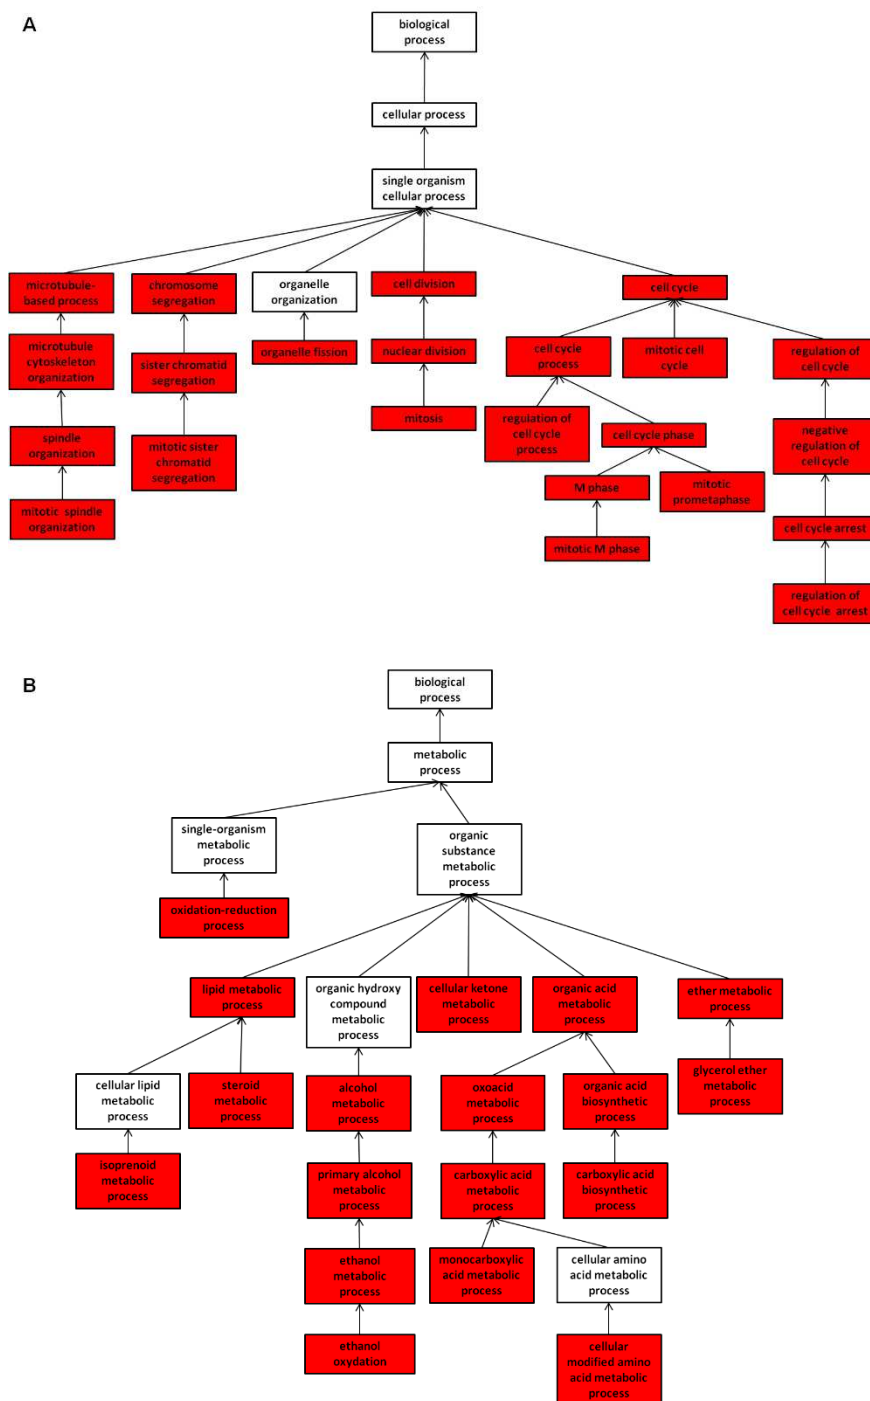 A
biological
process
cellular process
single organism
cellular process
microtubule-
based process
chromosome
segregation
organelle
organization
cell division
cell cycle
microtubule
cytoskeleton
organization
sister chromatid
segregation
organelle fission
nuclear division
cell cycle
process
mitotic cell
cycle
regulation of
cell cycle
spindle
organization
mitotic sister
chromatid
segregation
mitosis
regulation of
cell cycle
process
cell cycle phase
negative
regulation of
cell cycle
mitotic spindle
organization
M phase
mitotic
prometaphase
cell cycle arrest
mitotic M phase
regulation of
cell cycle arrest
B
biological
process
metabolic
process
single-organism
metabolic
process
organic
substance
metabolic
process
oxidation-reduction
process
lipid metabolic
process
organic hydroxy
compound
metabolic
process
cellular ketone
metabolic
process
organic acid
metabolic
process
ether metabolic
process
cellular lipid
metabolic
process
steroid
metabolic
process
alcohol
metabolic
process
oxoacid
metabolic
process
organic acid
biosynthetic
process
glycerol ether
metabolic
process
isoprenoid
metabolic
process
primary alcohol
metabolic
process
carboxylic acid
metabolic
process
carboxylic acid
biosynthetic
process
ethanol
metabolic
process
monocarboxylic
acid metabolic
process
cellular amino
acid metabolic
process
ethanol
oxydation
cellular
modified amino
acid metabolic
process